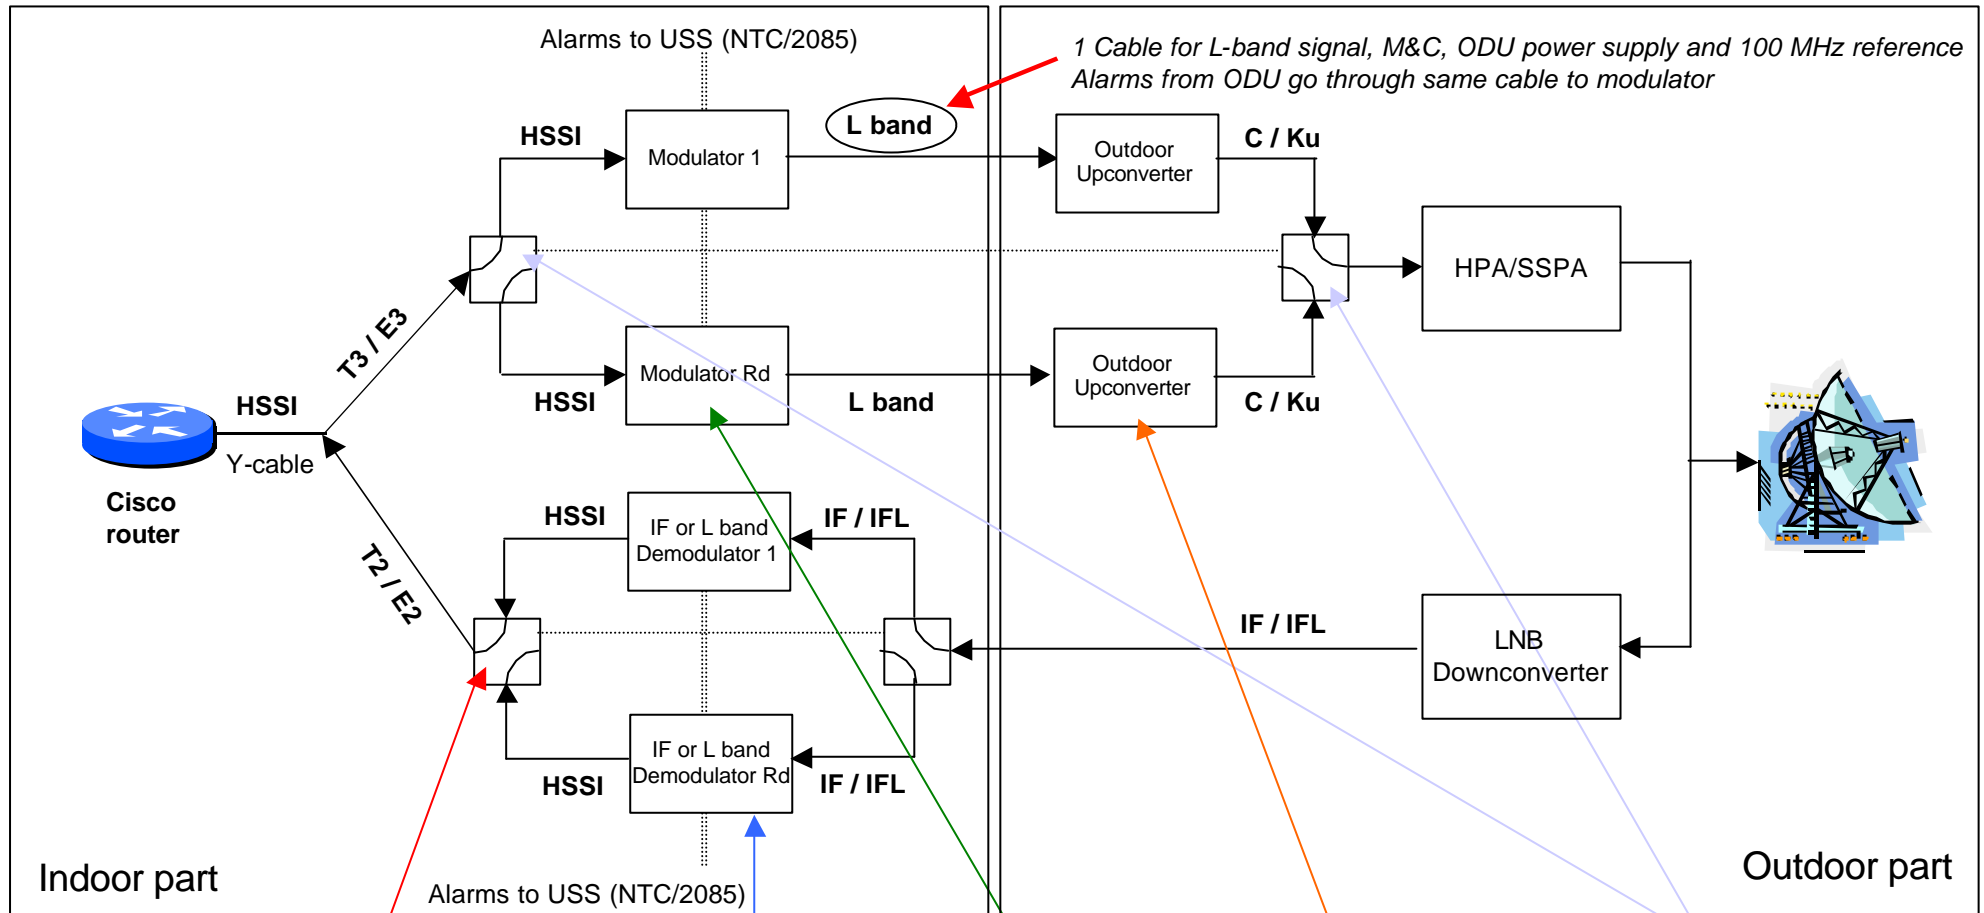 Alarms to USS (NTC/2085)
1 Cable for L-band signal, M&C, ODU power supply and 100 MHz reference
Alarms from ODU go through same cable to modulator
HSSI
Modulator 1
L band
Outdoor
Upconverter
C / Ku
HPA/SSPA
T3 / E3
HSSI
Modulator Rd
L band
Outdoor
Upconverter
C / Ku
HSSI
Y-cable
Cisco
router
T2 / E2
HSSI
IF or L band
Demodulator 1
IF / IFL
IF / IFL
LNB
Downconverter
HSSI
IF or L band
Demodulator Rd
IF / IFL
Indoor part
Alarms to USS (NTC/2085)
Outdoor part